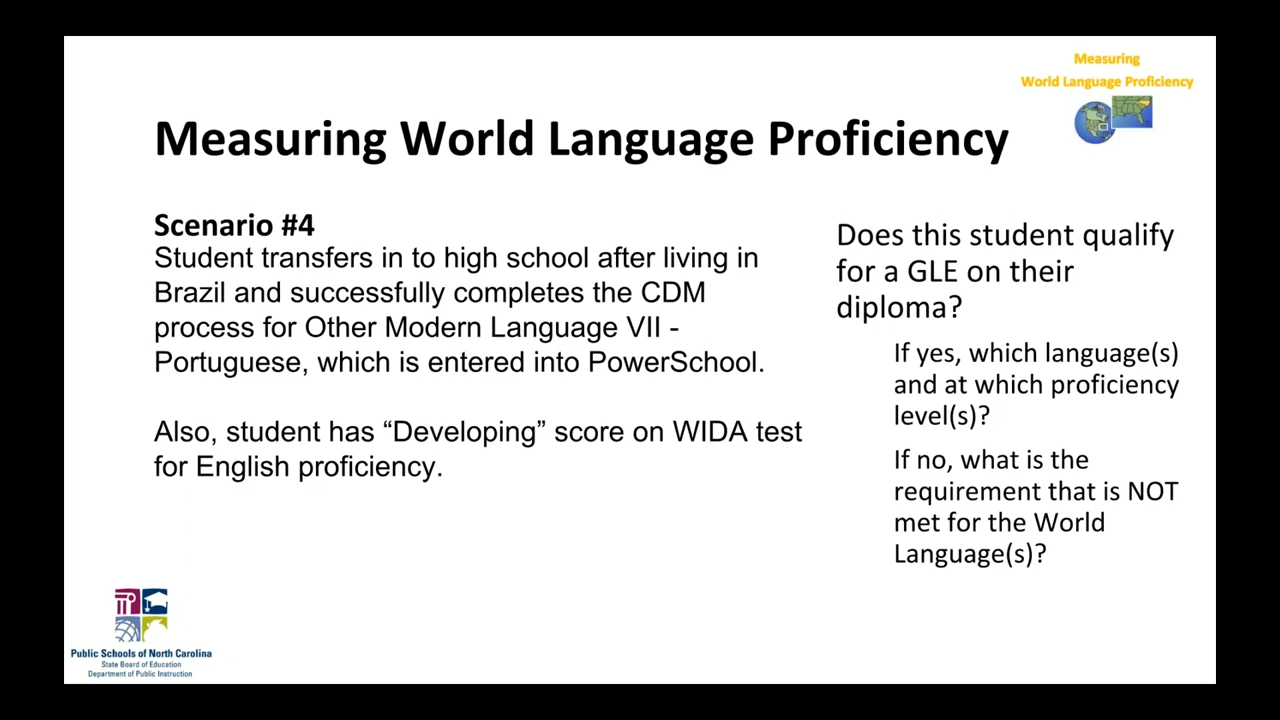 Measuring
World Language Proficiency
Measuring World Language Proficiency
Scenario #4
Student transfers in to high school after living in
Brazil and successfully completes the CDM
process for Other Modern Language VII -
Portuguese, which is entered into PowerSchool.
Also, student has “Developing” score on WIDA test
for English proficiency.
Does this student qualify
for a GLE on their
diploma?
If yes, which language(s)
and at which proficiency
level(s)?
If no, what is the
requirement that is NOT
met for the World
Language(s)?
Public Schools of North Carolina
State Board of Education
Department of Public Instruction